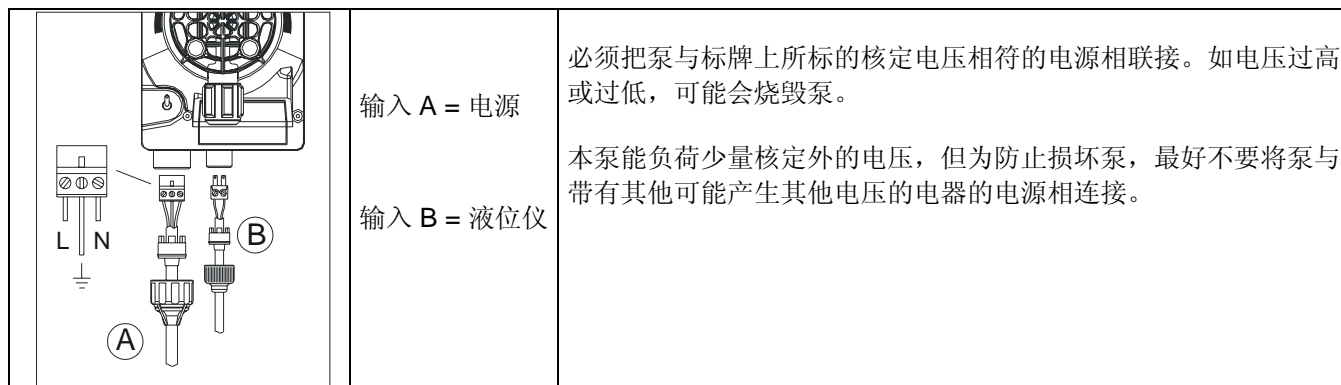 L N
A
B
输入 A = 电源
输入 B = 液位仪
必须把泵与标牌上所标的核定电压相符的电源相联接。如电压过高
或过低，可能会烧毁泵。
本泵能负荷少量核定外的电压，但为防止损坏泵，最好不要将泵与
带有其他可能产生其他电压的电器的电源相连接。